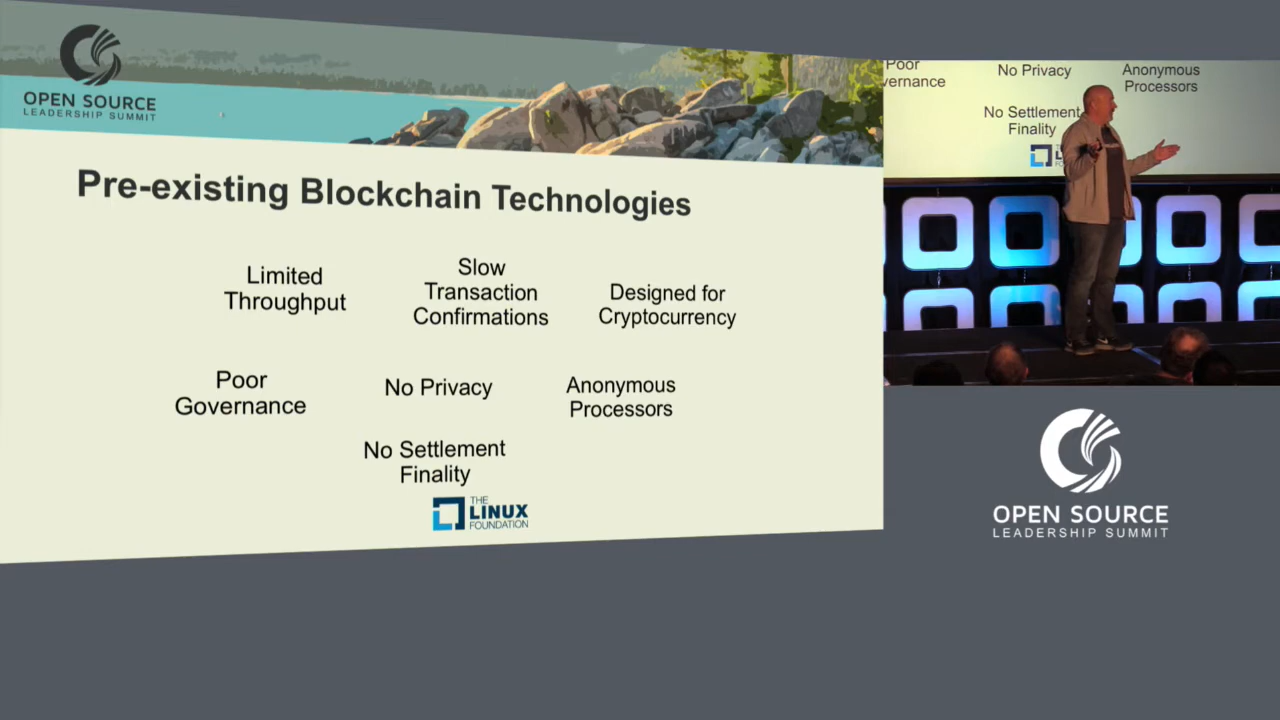 OPEN SOURCE
LEADERSHIP SUMMIT
Pre-existing Blockchain Technologies
Limited
Throughput
Slow
Transaction
Confirmations
Designed for
Cryptocurrency
Poor
Governance
No Privacy
Anonymous
Processors
No Settlement
Finality
THE
LINUX
FOUNDATION
Poor
vernance
No Privacy
Anonymous
Processors
No Settlement
Finality
OPEN SOURCE
LEADERSHIP SUMMIT